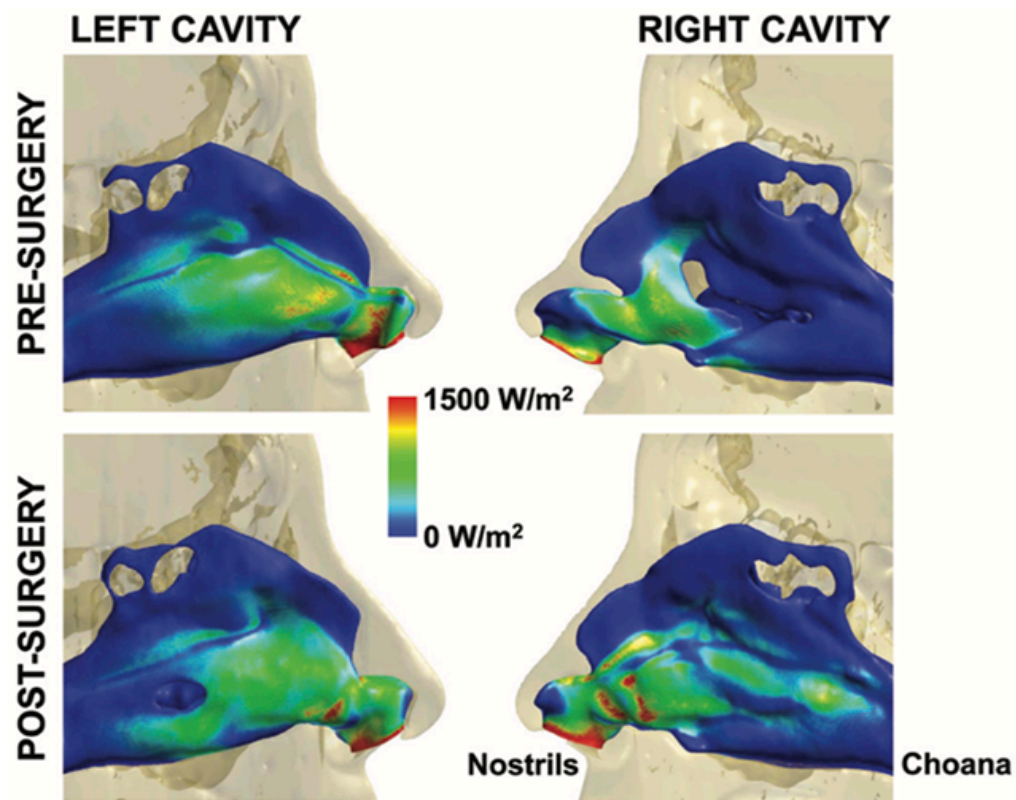 LEFT CAVITY
RIGHT CAVITY
PRE-SURGERY
1500 W/m²
0 W/m²
POST-SURGERY
Nostrils
Choana